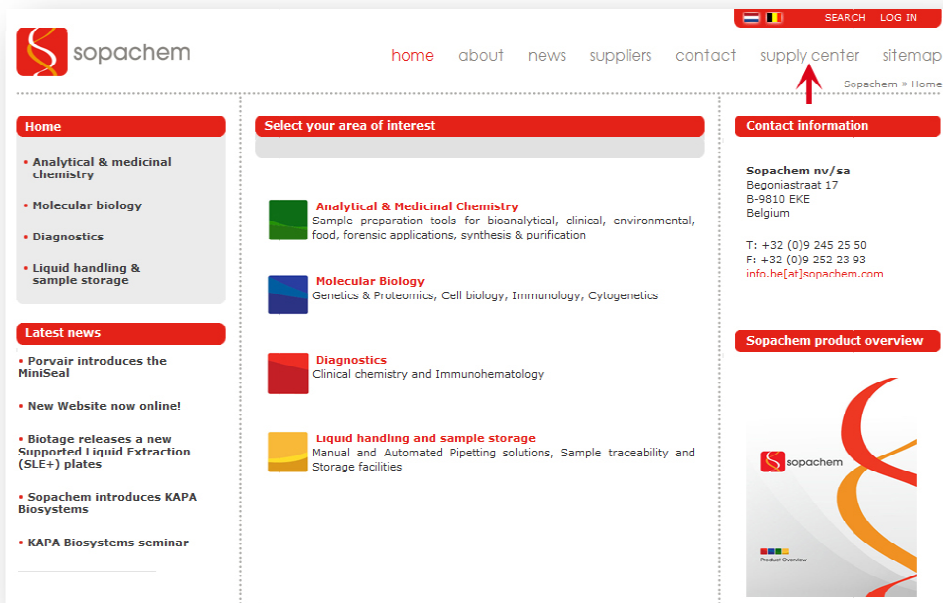 SEARCH LOG IN
sopachem
home about news suppliers contact supply center sitemap
Sopachem » Home
Home
• Analytical & medicinal
chemistry
• Molecular biology
• Diagnostics
• Liquid handling &
sample storage
Latest news
• Porvair introduces the
MiniSeal
• New Website now online!
• Biotage releases a new
Supported Liquid Extraction
(SLE+) plates
• Sopachem introduces KAPA
Biosystems
• KAPA Biosystems seminar
Select your area of interest
Analytical & Medicinal Chemistry
Sample preparation tools for bioanalytical, clinical, environmental,
food, forensic applications, synthesis & purification
Molecular Biology
Genetics & Proteomics, Cell biology, Immunology, Cytogenetics
Diagnostics
Clinical chemistry and Immunohematology
Liquid handling and sample storage
Manual and Automated Pipetting solutions, Sample traceability and
Storage facilities
Contact information
Sopachem nv/sa
Begoniastraat 17
B-9810 EKE
Belgium
T: +32 (0)9 245 25 50
F: +32 (0)9 252 23 93
info.be[at]sopachem.com
Sopachem product overview
sopachem
Product Overview